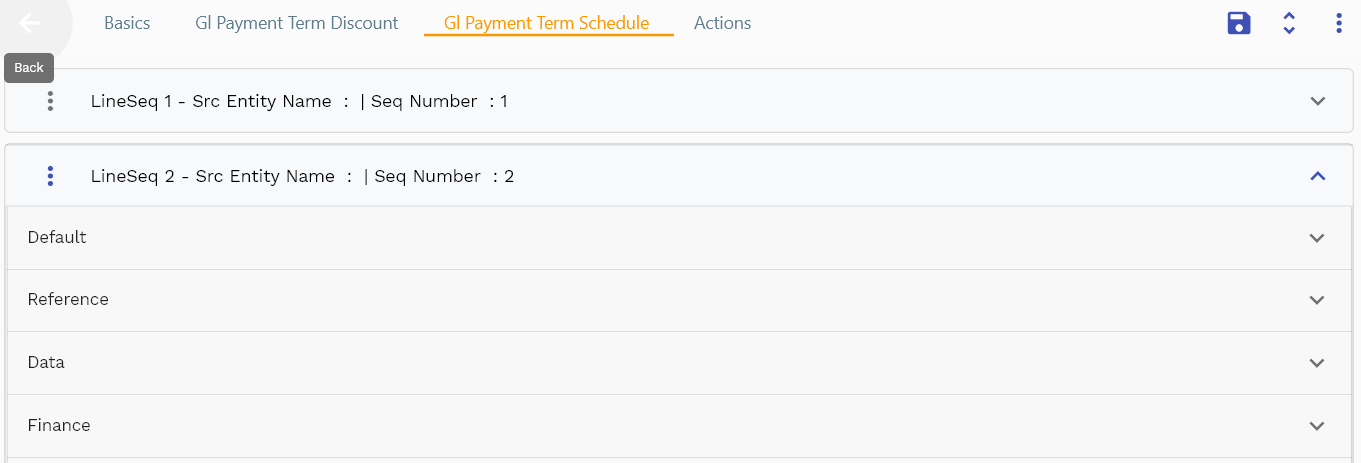 Basics Gl Payment Term Discount Gl Payment Term Schedule Actions
Back
LineSeq 1 - Src Entity Name : | Seq Number : 1
LineSeq 2 - Src Entity Name : | Seq Number : 2
Default
Reference
Data
Finance